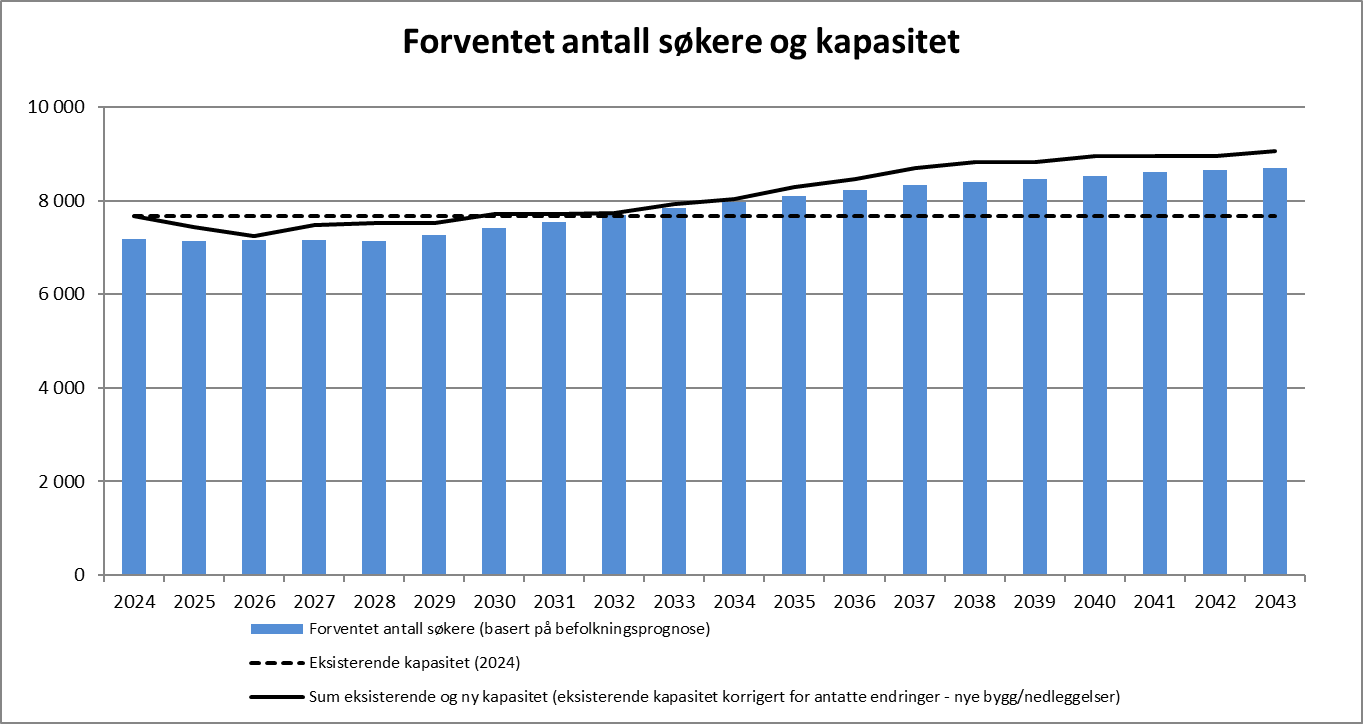 Forventet antall søkere og kapasitet
10 000
8 000
6 000
4 000
2 000
0
2024 2025 2026 2027 2028 2029 2030 2031 2032 2033 2034 2035 2036 2037 2038 2039 2040 2041 2042 2043
Forventet antall søkere (basert på befolkningsprognose)
Eksisterende kapasitet (2024)
Sum eksisterende og ny kapasitet (eksisterende kapasitet korrigert for antatte endringer - nye bygg/nedleggelser)